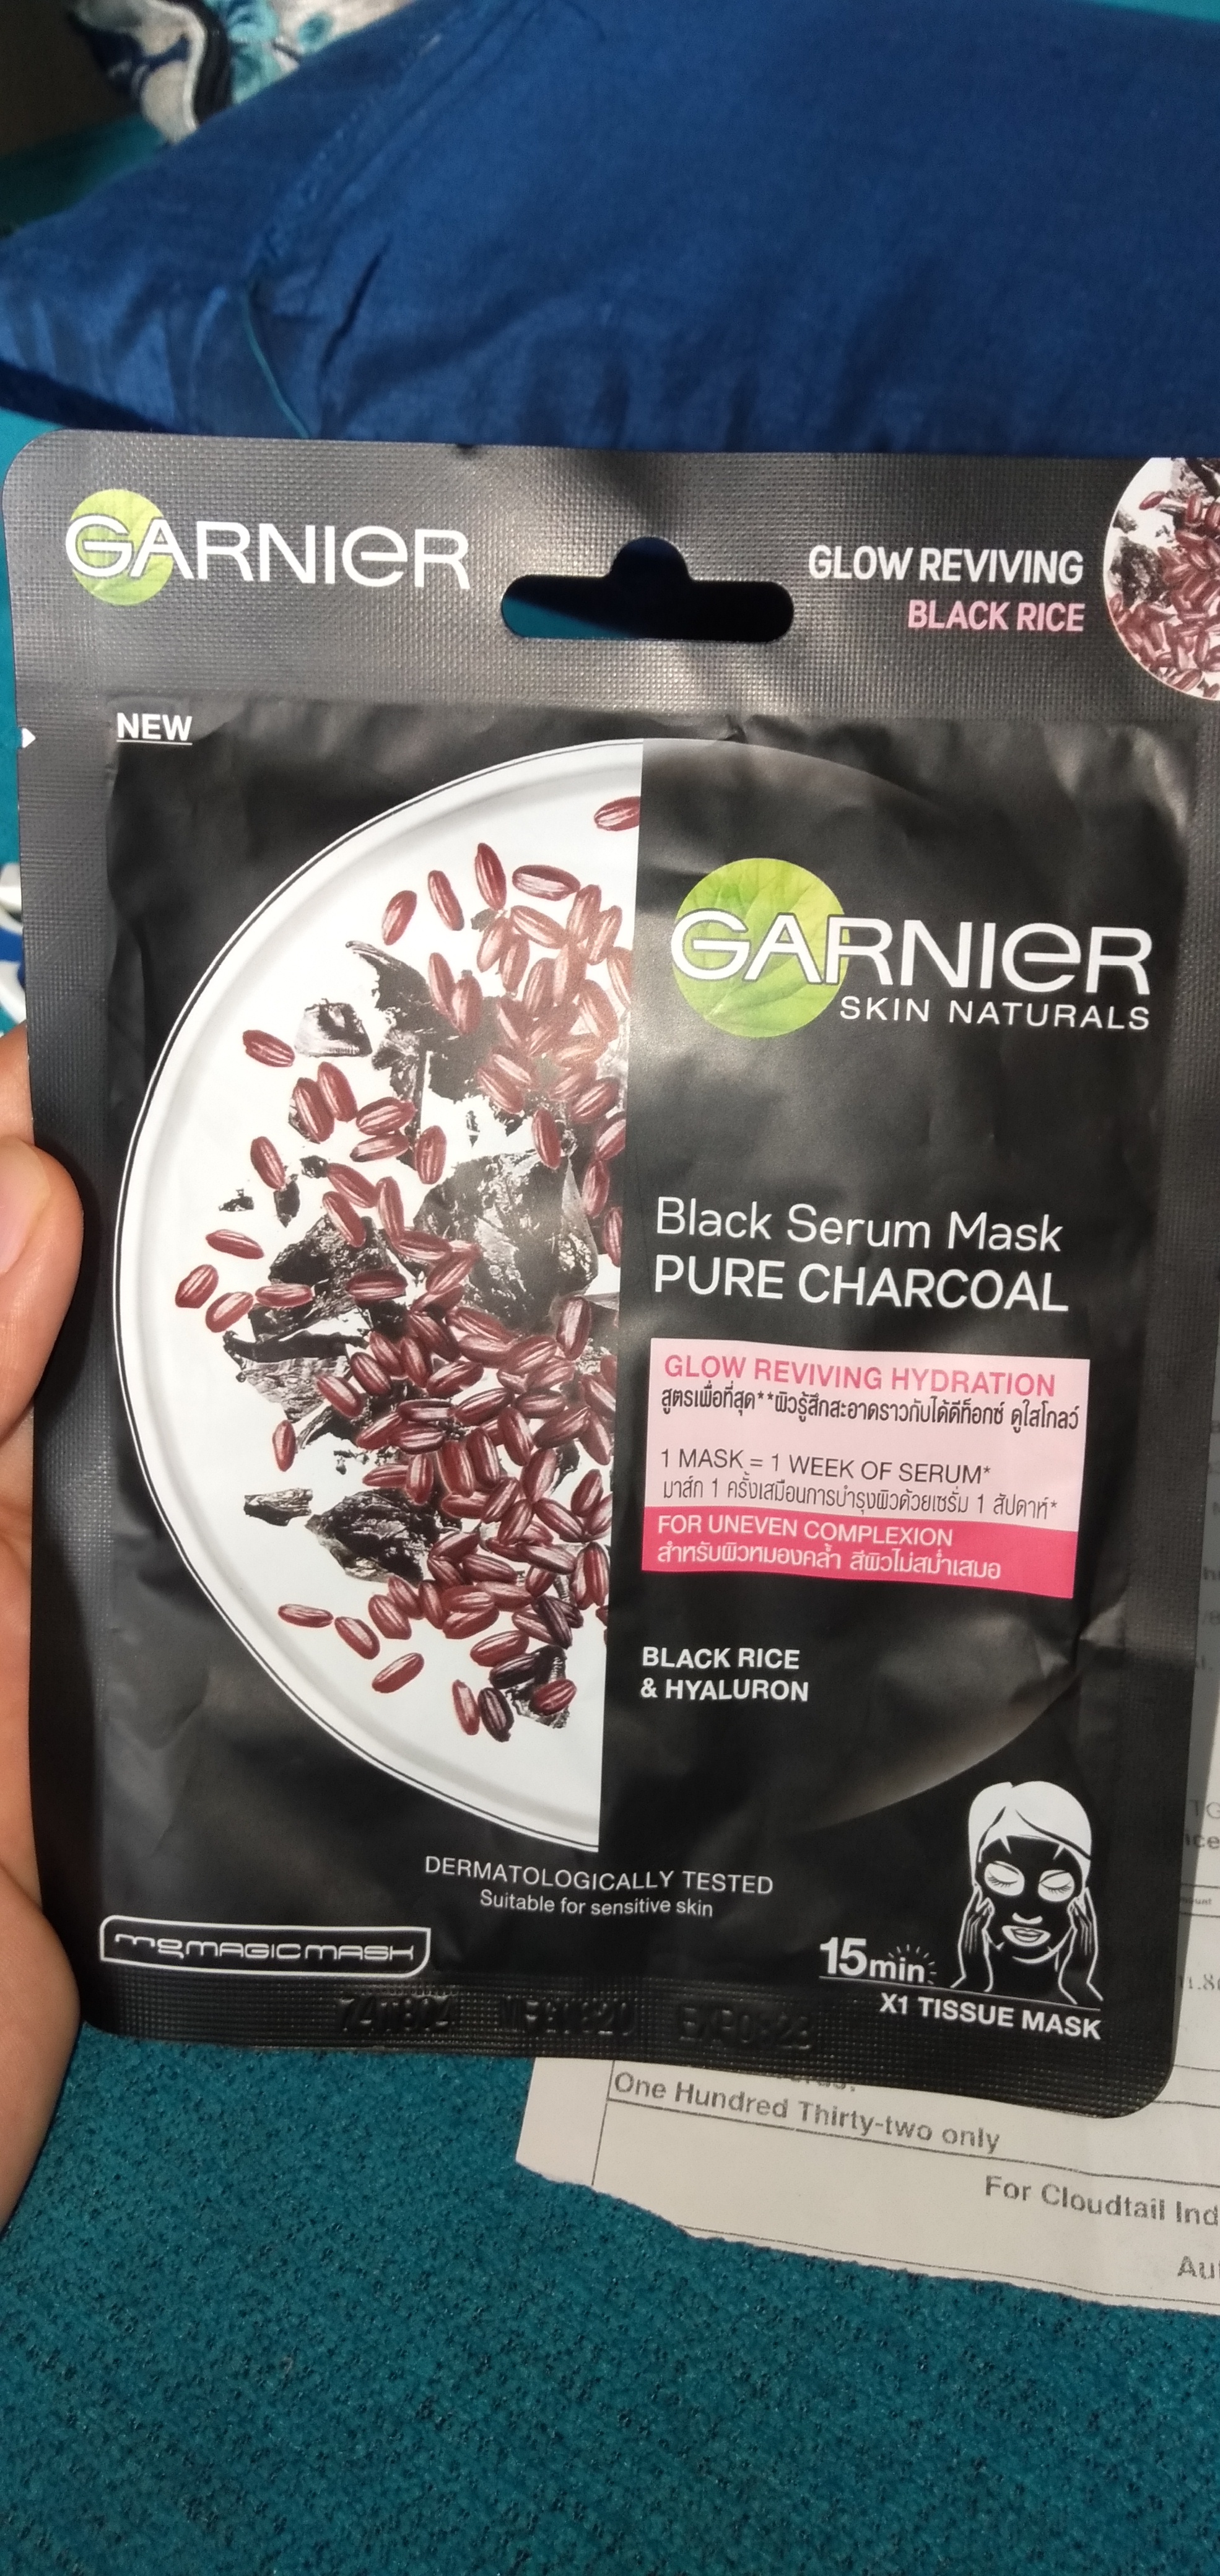 GARNIER
GLOW REVIVING
BLACK RICE
NEW
GARNIER
SKIN NATURALS
Black Serum Mask
PURE CHARCOAL
GLOW REVIVING HYDRATION
สูตรเพื่อที่สุด**ผิวรู้สึกสะอาดราวกับได้ดีท็อกซ์ ดูใสโกลว์
1 MASK = 1 WEEK OF SERUM*
มาส์ก 1 ครั้งเสมือนการบำรุงผิวด้วยเซรั่ม 1 สัปดาห์*
FOR UNEVEN COMPLEXION
สำหรับผิวหมองคล้ำ สีผิวไม่สม่ำเสมอ
BLACK RICE
& HYALURON
DERMATOLOGICALLY TESTED
Suitable for sensitive skin
MAGIC MASK
15min
X1 TISSUE MASK
One Hundred Thirty-two only
For Cloudtail Ind